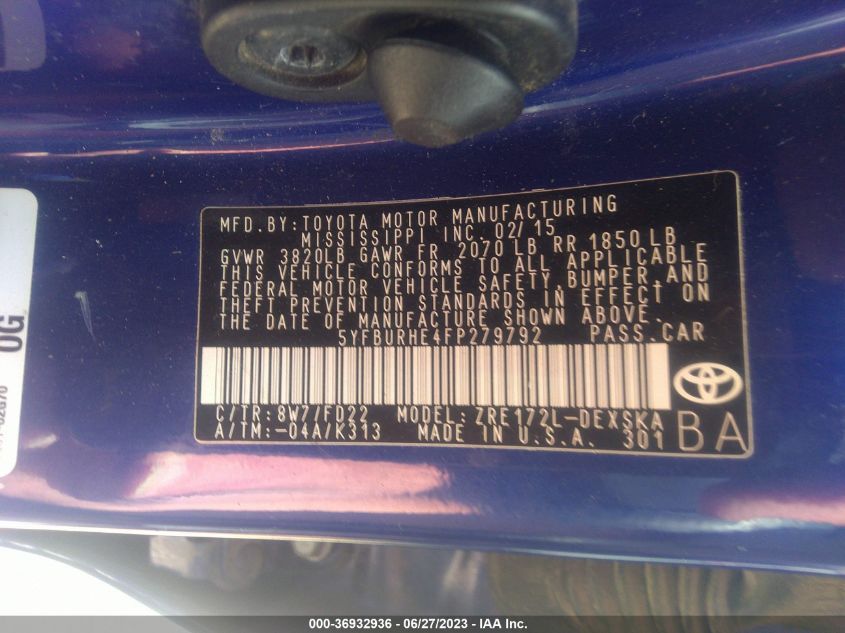 MFD.BY:TOYOTA MOTOR MANUFACTURING
MISSISSIPPI INC. 02/15
GVWR 3820LB GAWR FR 2070 LB RR 1850 LB
THIS VEHICLE CONFORMS TO ALL APPLICABLE
FEDERAL MOTOR VEHICLE SAFETY,BUMPER AND
THEFT PREVENTION STANDARDS IN EFFECT ON
THE DATE OF MANUFACTURE SHOWN ABOVE.
5YFBURHE4FP279792 PASS.CAR
C/TR:8W7/FD22 MODEL:ZRE172L-DEXSKA
A/TM:-04A/K313 MADE IN U.S.A. 301
BA
0G
000-36932936 - 06/27/2023 - IAA Inc.